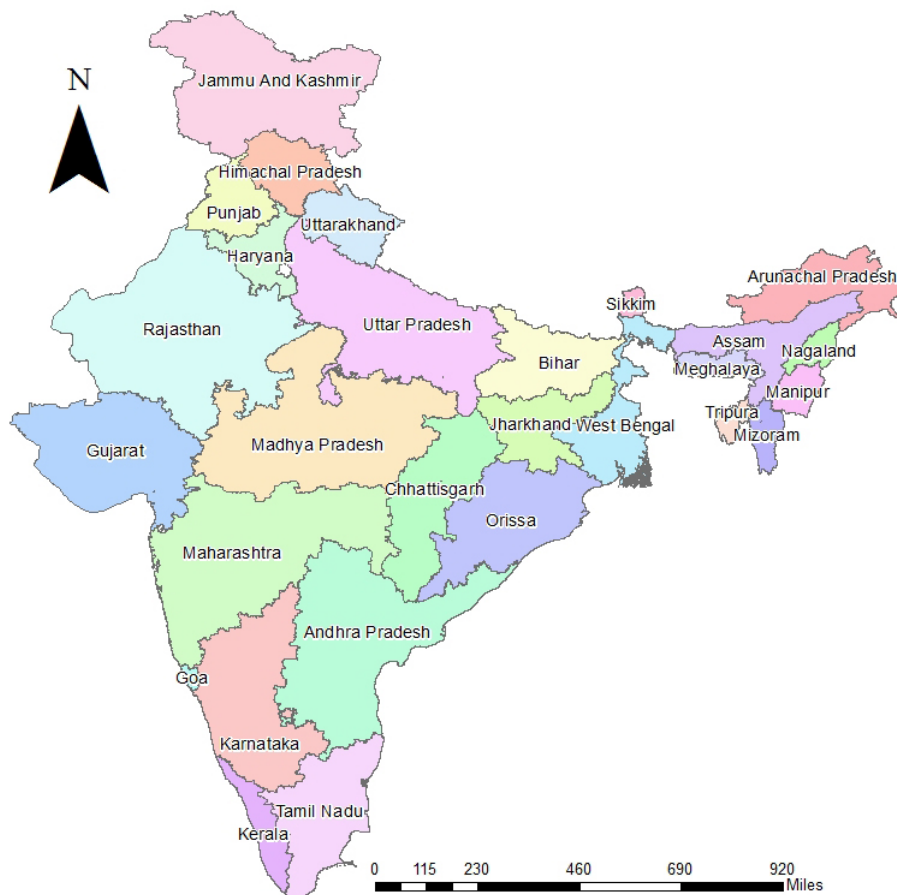 Jammu And Kashmir
N
Himachal Pradesh
Punjab
Uttarakhand
Haryana
Arunachal Pradesh
Sikkim
Rajasthan
Uttar Pradesh
Assam
Nagaland
Bihar
Meghalaya
Manipur
Tripura
Jharkhand
West Bengal
Mizoram
Gujarat
Madhya Pradesh
Chhattisgarh
Orissa
Maharashtra
Andhra Pradesh
Goa
Karnataka
Tamil Nadu
Kerala
0 115 230 460 690 920
Miles